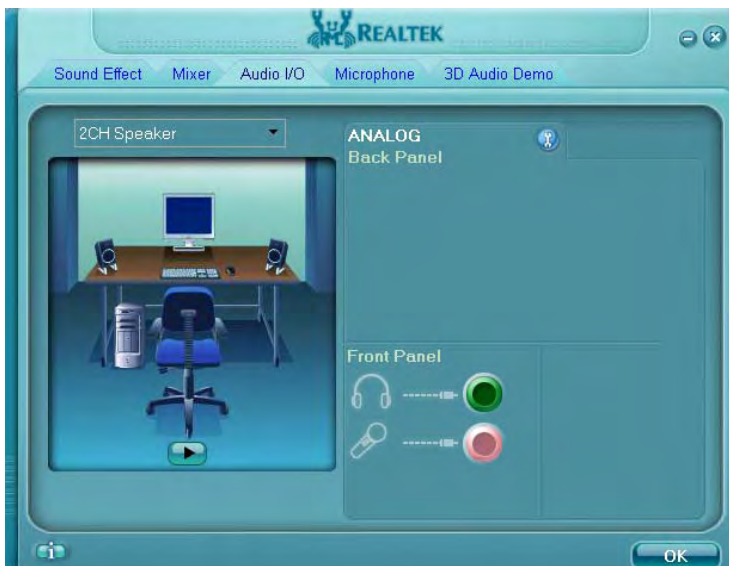 REALTEK
Sound Effect Mixer Audio I/O Microphone 3D Audio Demo
2CH Speaker
ANALOG
Back Panel
Front Panel
OK